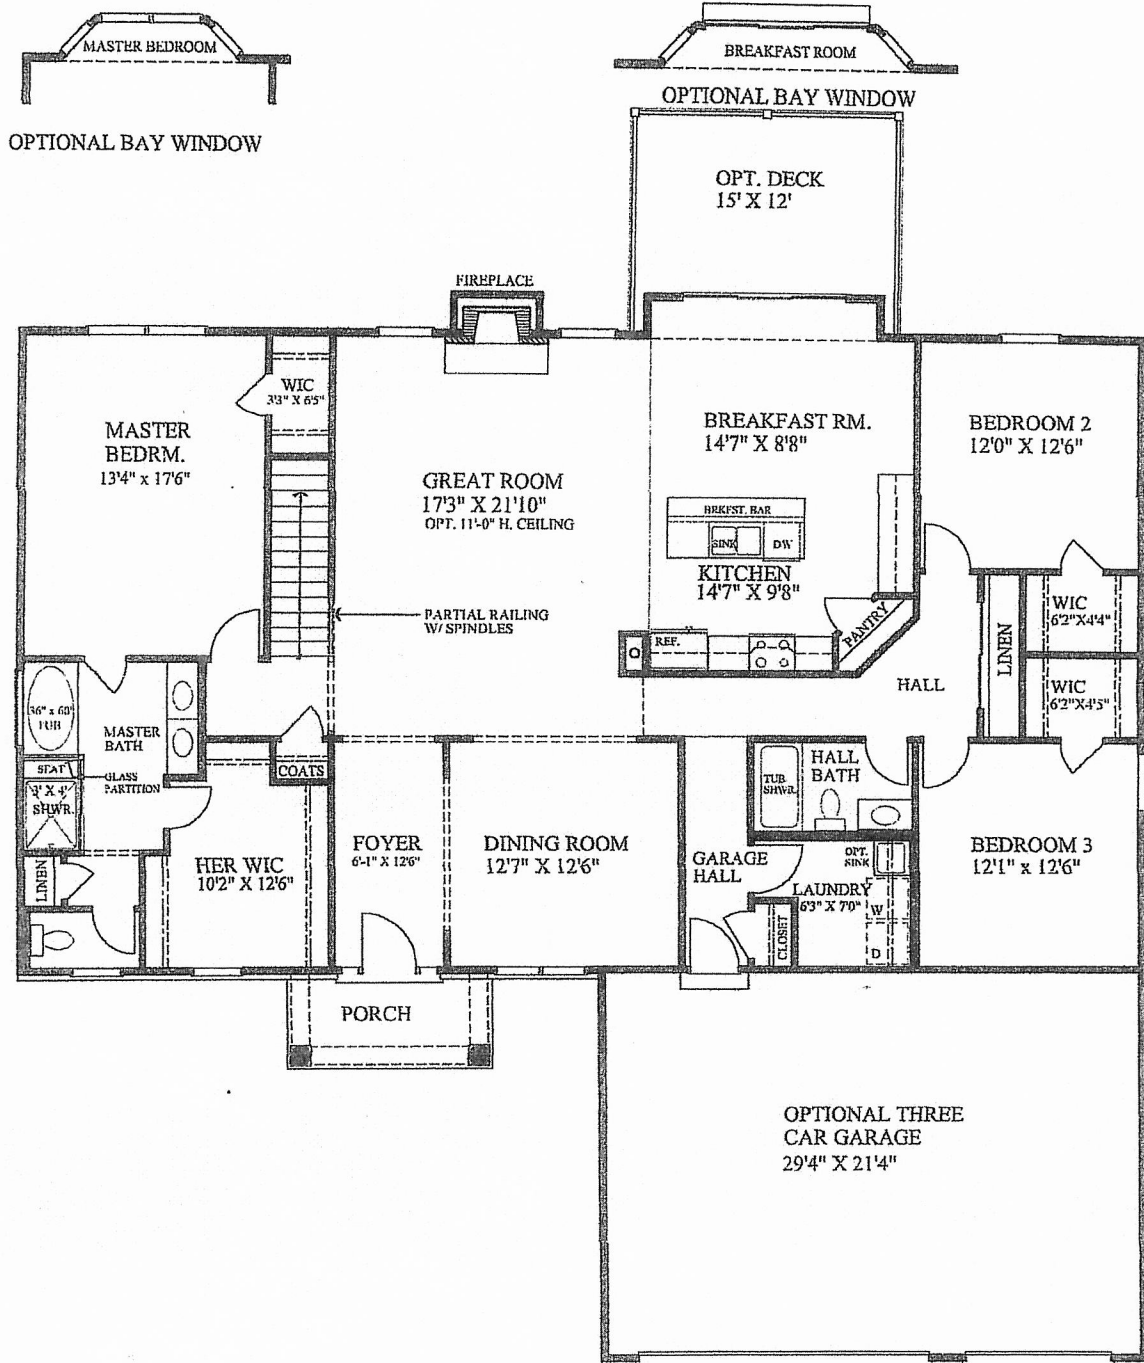 MASTER BEDROOM
OPTIONAL BAY WINDOW
BREAKFAST ROOM
OPTIONAL BAY WINDOW
OPT. DECK
15' X 12'
FIREPLACE
WIC
3'3" X 6'5"
MASTER
BEDRM.
13'4" x 17'6"
GREAT ROOM
17'3" X 21'10"
OPT. 11'-0" H. CEILING
BREAKFAST RM.
14'7" X 8'8"
BEDROOM 2
12'0" X 12'6"
BRKFST. BAR
SINK
DW
KITCHEN
14'7" X 9'8"
PARTIAL RAILING
W/ SPINDLES
REF.
PANTRY
WIC
6'2"X4'4"
LINEN
HALL
WIC
6'2"X4'5"
36" x 60"
TUB
MASTER
BATH
SEAT
GLASS
PARTITION
3' X 4'
SHWR.
COATS
TUB
SHWR.
HALL
BATH
FOYER
6'-1" X 12'6"
DINING ROOM
12'7" X 12'6"
HER WIC
10'2" X 12'6"
LINEN
GARAGE
HALL
OPT.
SINK
LAUNDRY
6'3" X 7'0"
W
D
CLOSET
BEDROOM 3
12'1" x 12'6"
PORCH
OPTIONAL THREE
CAR GARAGE
29'4" X 21'4"